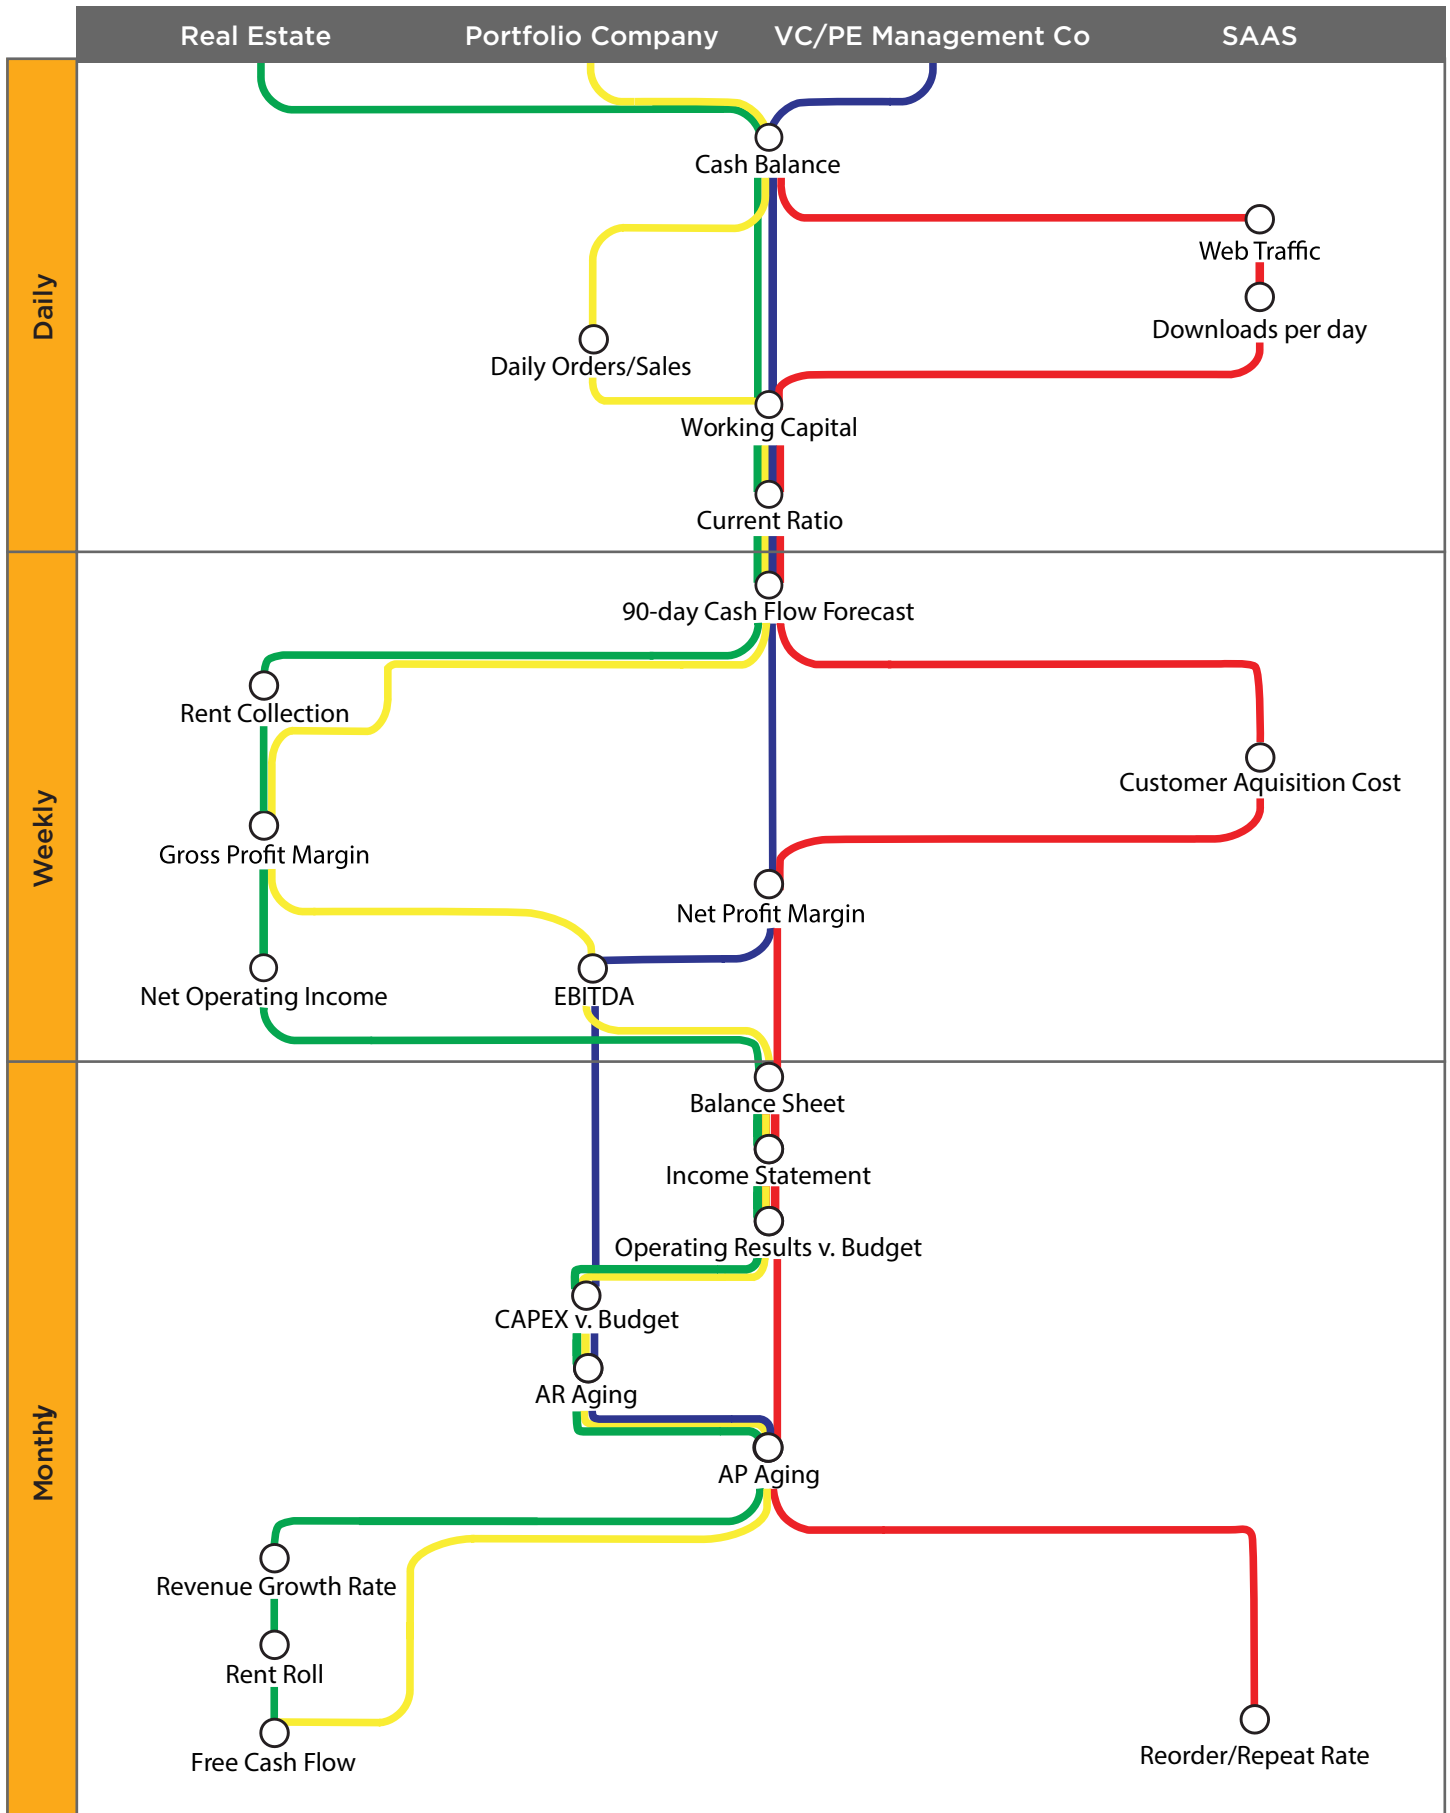 Real Estate
Portfolio Company
VC/PE Management Co
SAAS
Daily
Cash Balance
Web Traffic
Downloads per day
Daily Orders/Sales
Working Capital
Current Ratio
Weekly
90-day Cash Flow Forecast
Rent Collection
Customer Aquisition Cost
Gross Profit Margin
Net Profit Margin
Net Operating Income
EBITDA
Monthy
Balance Sheet
Income Statement
Operating Results v. Budget
CAPEX v. Budget
AR Aging
AP Aging
Revenue Growth Rate
Rent Roll
Free Cash Flow
Reorder/Repeat Rate